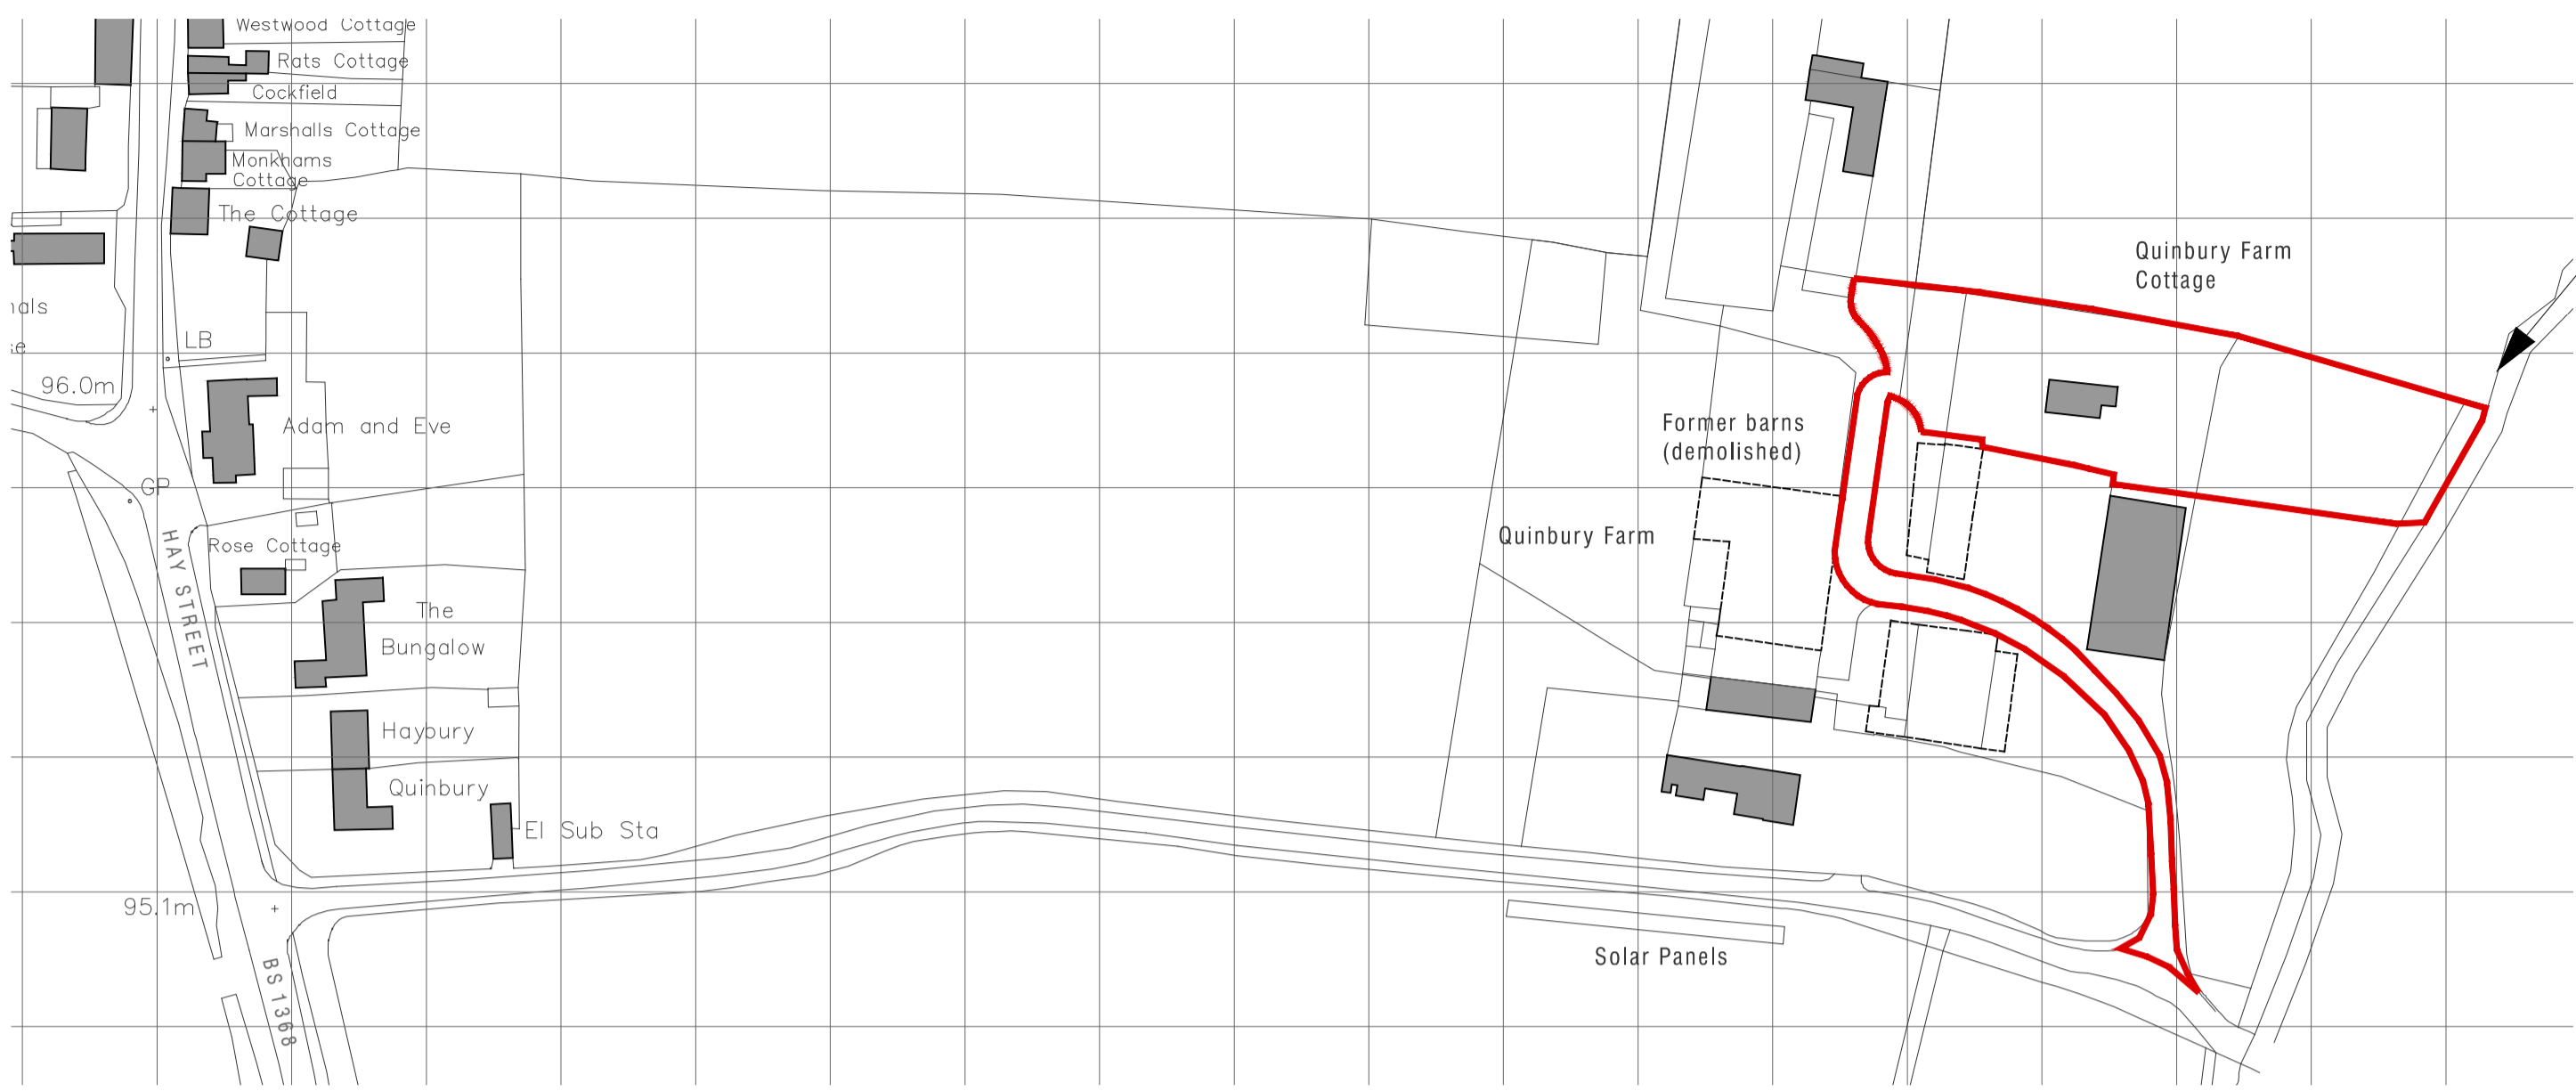 Westwood Cottage
Rats Cottage
Cockfield
Marshalls Cottage
Monkhams
Cottage
The Cottage
LB
96.0m
Adam and Eve
GP
HAY STREET
Rose Cottage
The
Bungalow
Haybury
Quinbury
El Sub Sta
95.1m
BS 1368
Quinbury Farm
Cottage
Former barns
(demolished)
Quinbury Farm
Solar Panels